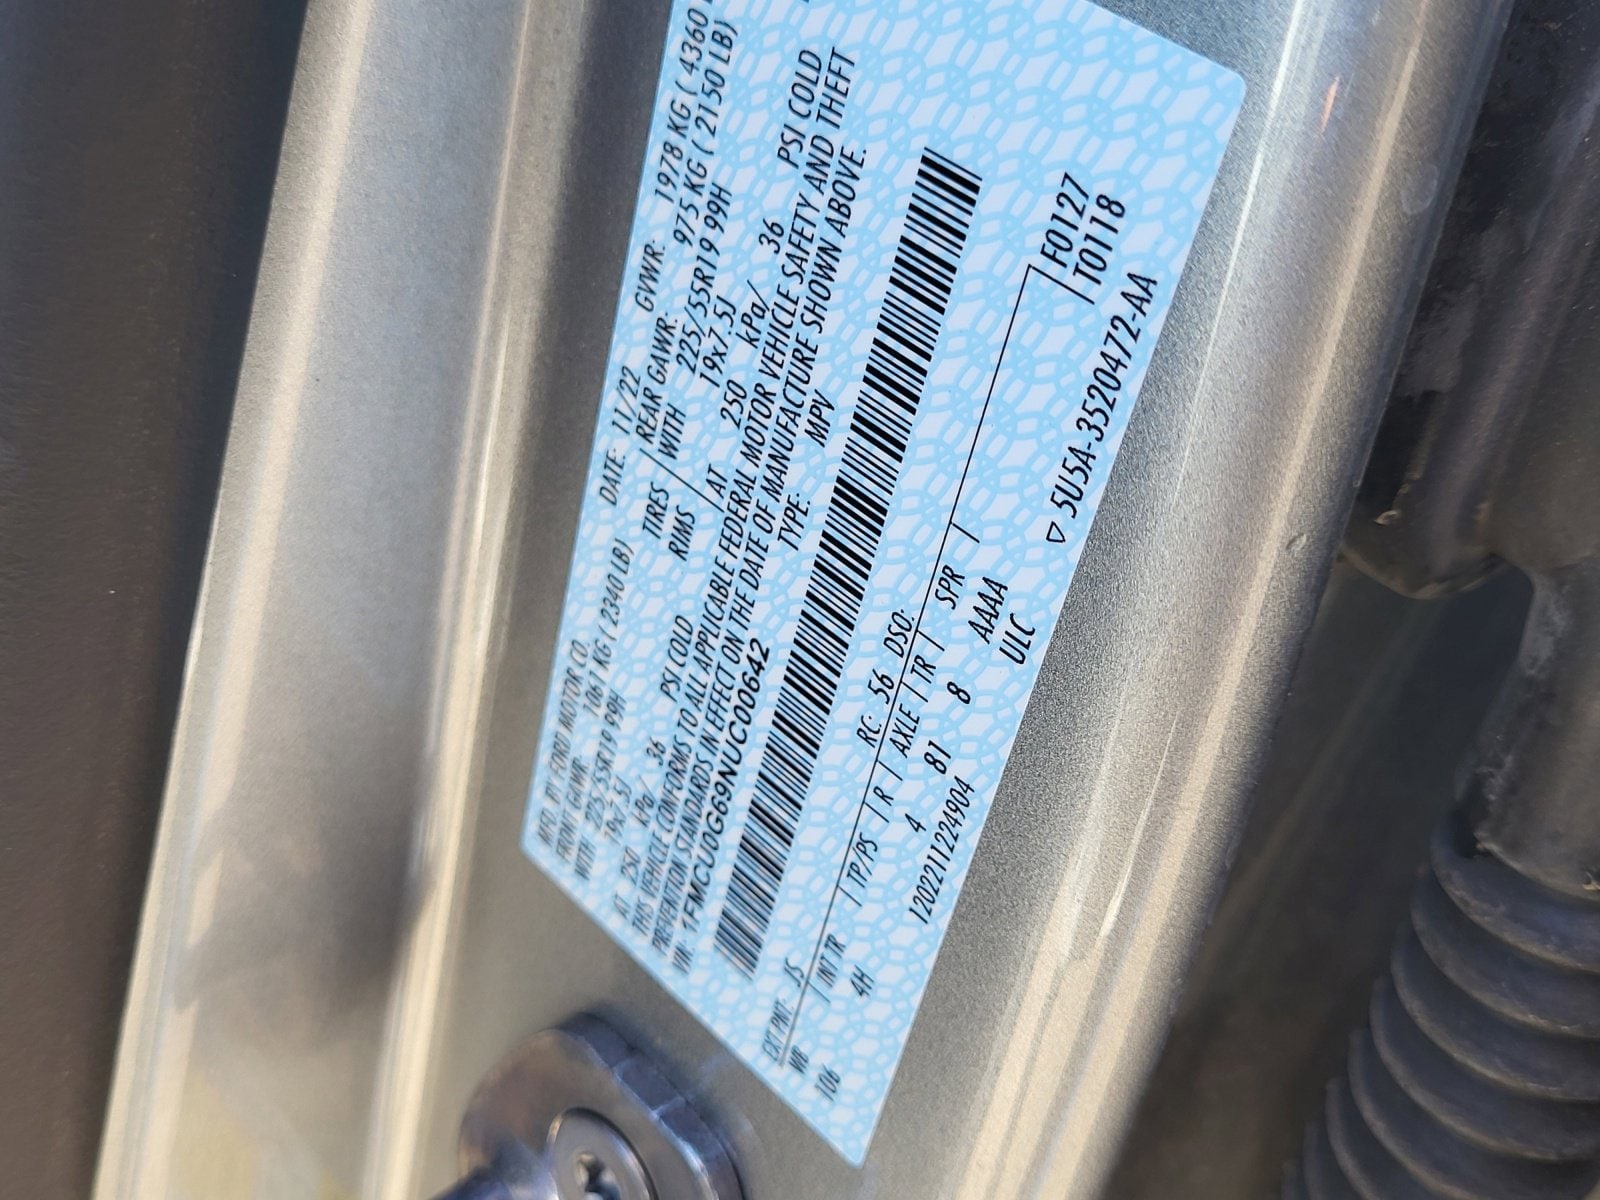 MFD. BY FORD MOTOR CO. DATE: 11/22 GVWR: 1978 KG ( 4360
FRONT GAWR: 1061 KG ( 2340 LB) REAR GAWR: 975 KG ( 2150 LB)
WITH 225/55R19 99H TIRES WITH 225/55R19 99H
19x7.5J RIMS 19x7.5J
AT 250 kPa/ 36 PSI COLD AT 250 kPa/ 36 PSI COLD
THIS VEHICLE CONFORMS TO ALL APPLICABLE FEDERAL MOTOR VEHICLE SAFETY AND THEFT
PREVENTION STANDARDS IN EFFECT ON THE DATE OF MANUFACTURE SHOWN ABOVE.
VIN: 1FMCU0G69NUC00642 TYPE: MPV
EXT PNT: JS RC: 56 DSO: F0127
WB | INT TR | TP/PS | R | AXLE | TR | SPR | T0118
106 4H 4 81 8 AAAA
1202211224904 ULC
▽ 5U5A-3520472-AA